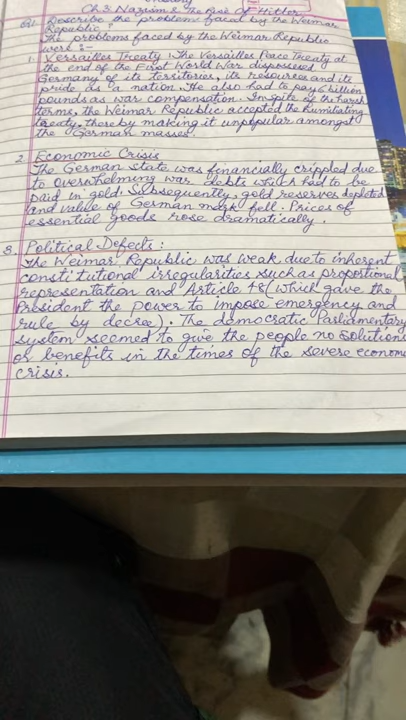 History
Ch 3. Nazism & The Rise Of Hitler
Q1. Describe the problems faced by the Weimar
Republic?
The problems faced by the Weimar Republic
were :-
1. Versailles Treaty : The Versailles Peace Treaty at
the end of the First World War dispossessed
Germany of its territories, its resources and its
pride as a nation. He also had to pay 6 billion
pounds as war compensation. In spite of the harsh
terms, the Weimar Republic accepted the humiliating
treaty, thereby making it unpopular amongst
the German masses.
2. Economic Crisis
The German state was financially crippled due
to overwhelming war debts which had to be
paid in gold. Subsequently, gold reserves depleted
and value of German mark fell. Prices of
essential goods rose dramatically.
3. Political Defects :
The Weimar Republic was weak due to inherent
constitutional irregularities such as proportional
representation and Article 48 (which gave the
President the power to impose emergency and
rule by decree). The democratic Parliamentary
system seemed to give the people no solutions
or benefits in the times of the severe econom
crisis.